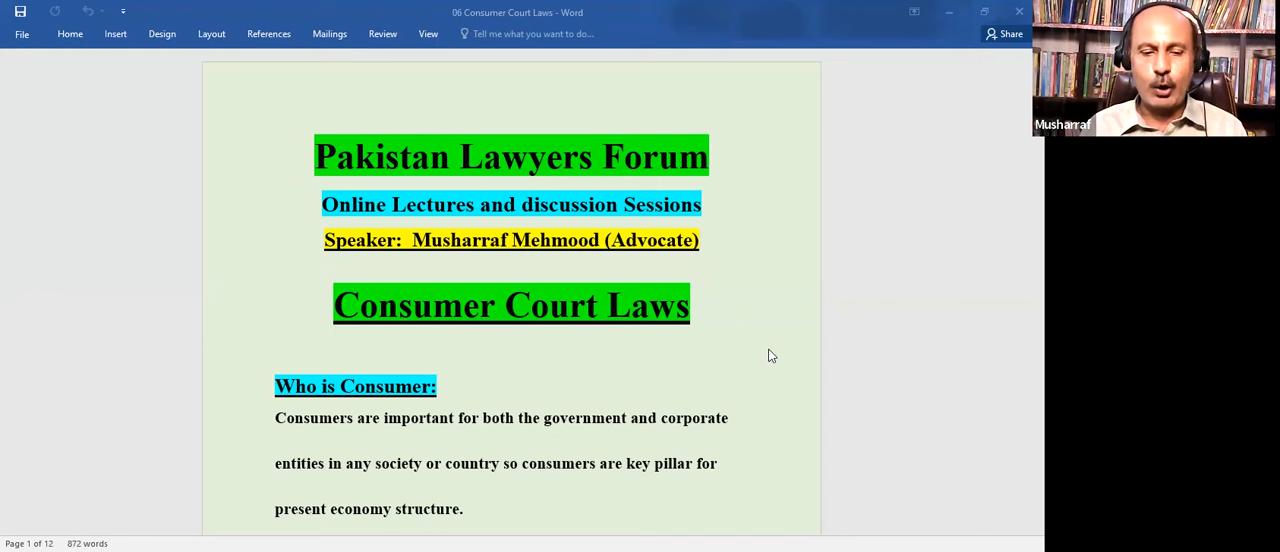 06 Consumer Court Laws - Word
File Home Insert Design Layout References Mailings Review View Tell me what you want to do... Share
Musharraf
Pakistan Lawyers Forum
Online Lectures and discussion Sessions
Speaker: Musharraf Mehmood (Advocate)
Consumer Court Laws
Who is Consumer:
Consumers are important for both the government and corporate
entities in any society or country so consumers are key pillar for
present economy structure.
Page 1 of 12 872 words